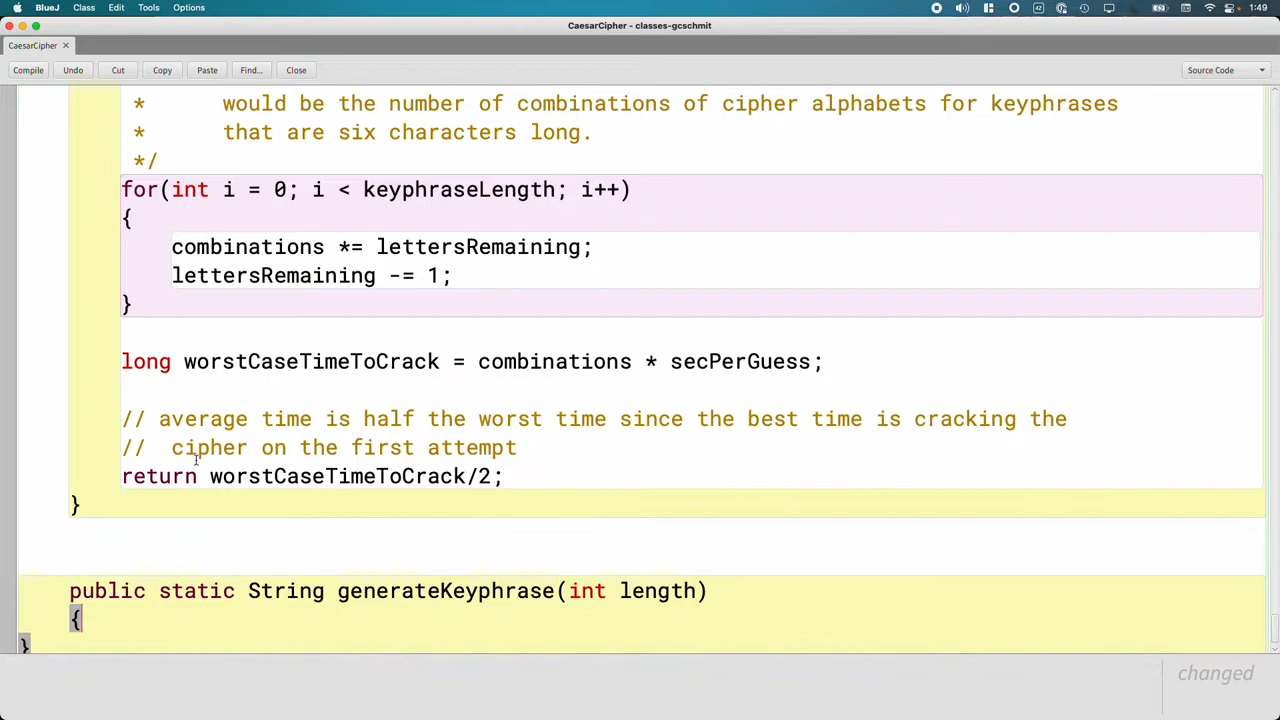 BlueJ Class Edit Tools Options 1:49
CaesarCipher - classes-gcschmit
CaesarCipher ×
Compile Undo Cut Copy Paste Find... Close Source Code
* would be the number of combinations of cipher alphabets for keyphrases
* that are six characters long.
*/
for(int i = 0; i < keyphraseLength; i++)
{
combinations *= lettersRemaining;
lettersRemaining -= 1;
}
long worstCaseTimeToCrack = combinations * secPerGuess;
// average time is half the worst time since the best time is cracking the
// cipher on the first attempt
return worstCaseTimeToCrack/2;
}
public static String generateKeyphrase(int length)
{
}
changed